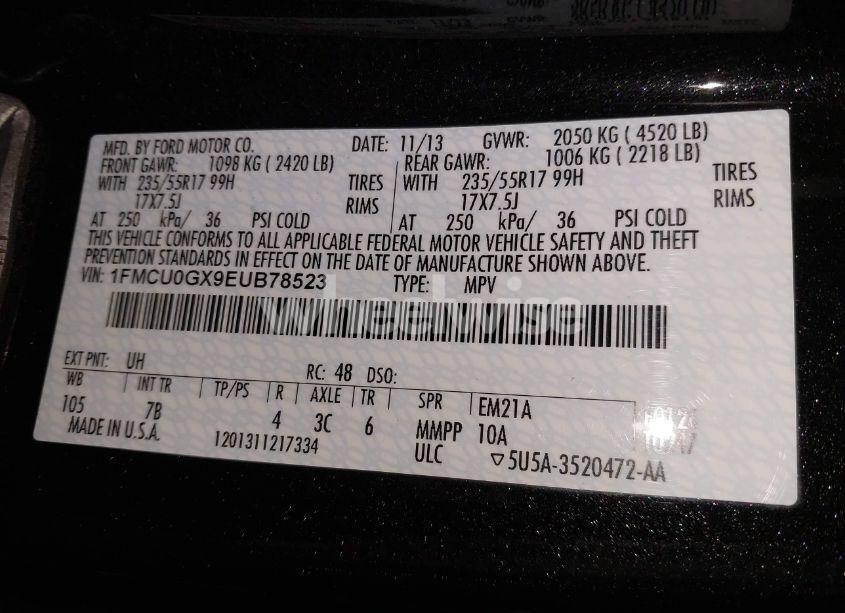 MFD. BY FORD MOTOR CO. DATE: 11/13 GVWR: 2050 KG ( 4520 LB)
FRONT GAWR: 1098 KG ( 2420 LB) REAR GAWR: 1006 KG ( 2218 LB)
WITH 235/55R17 99H TIRES WITH 235/55R17 99H TIRES
17X7.5J RIMS 17X7.5J RIMS
AT 250 kPa/ 36 PSI COLD AT 250 kPa/ 36 PSI COLD
THIS VEHICLE CONFORMS TO ALL APPLICABLE FEDERAL MOTOR VEHICLE SAFETY AND THEFT
PREVENTION STANDARDS IN EFFECT ON THE DATE OF MANUFACTURE SHOWN ABOVE.
VIN: 1FMCU0GX9EUB78523 TYPE: MPV
wheelwise
EXT PNT: UH RC: 48 DSO:
WB INT TR TP/PS R AXLE TR SPR EM21A
105 7B 4 3C 6 MMPP 10A
MADE IN U.S.A. 1201311217334 ULC ▽5U5A-3520472-AA